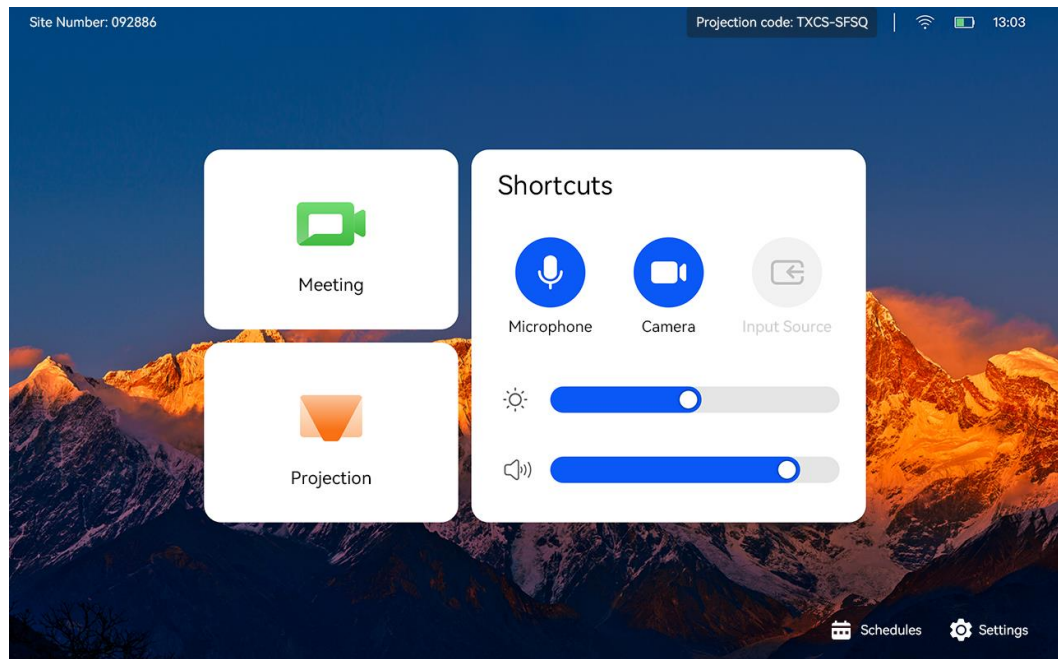 Site Number: 092886
Projection code: TXCS-SFSQ
13:03
Meeting
Projection
Shortcuts
Microphone
Camera
Input Source
Schedules
Settings